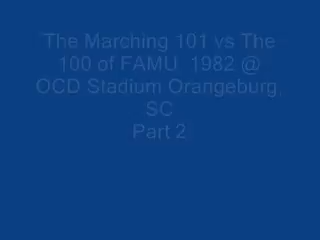 The Marching 101 vs The
100 of FAMU  1982 @
OCD Stadium Orangeburg,
SC
Part 2